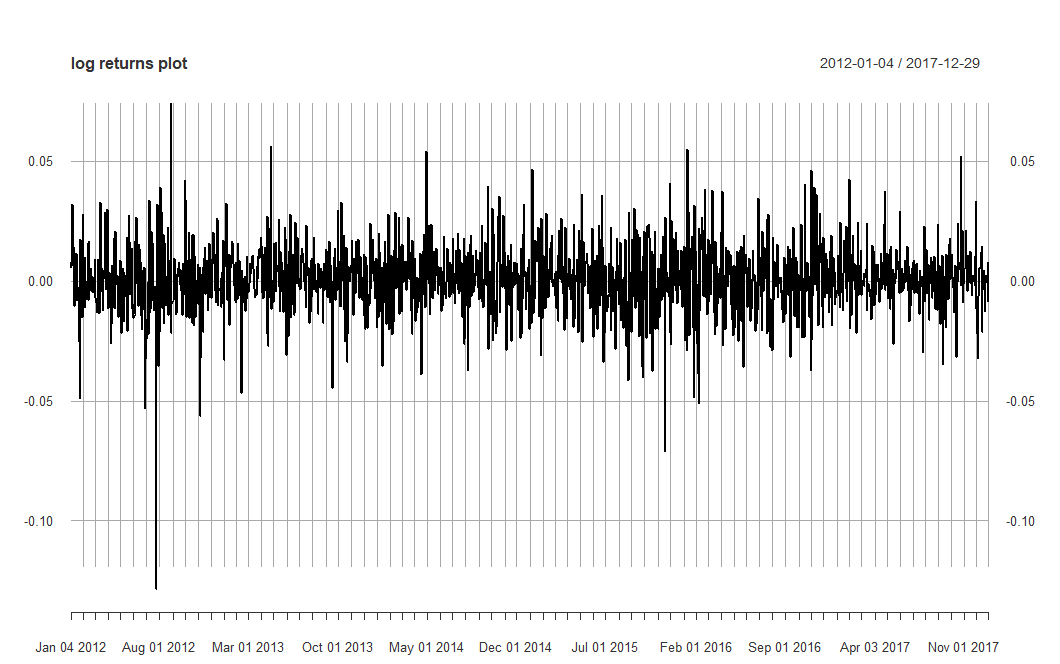 log returns plot 2012-01-04 / 2017-12-29
0.05 0.05
0.00 0.00
-0.05 -0.05
-0.10 -0.10
Jan 04 2012 Aug 01 2012 Mar 01 2013 Oct 01 2013 May 01 2014 Dec 01 2014 Jul 01 2015 Feb 01 2016 Sep 01 2016 Apr 03 2017 Nov 01 2017